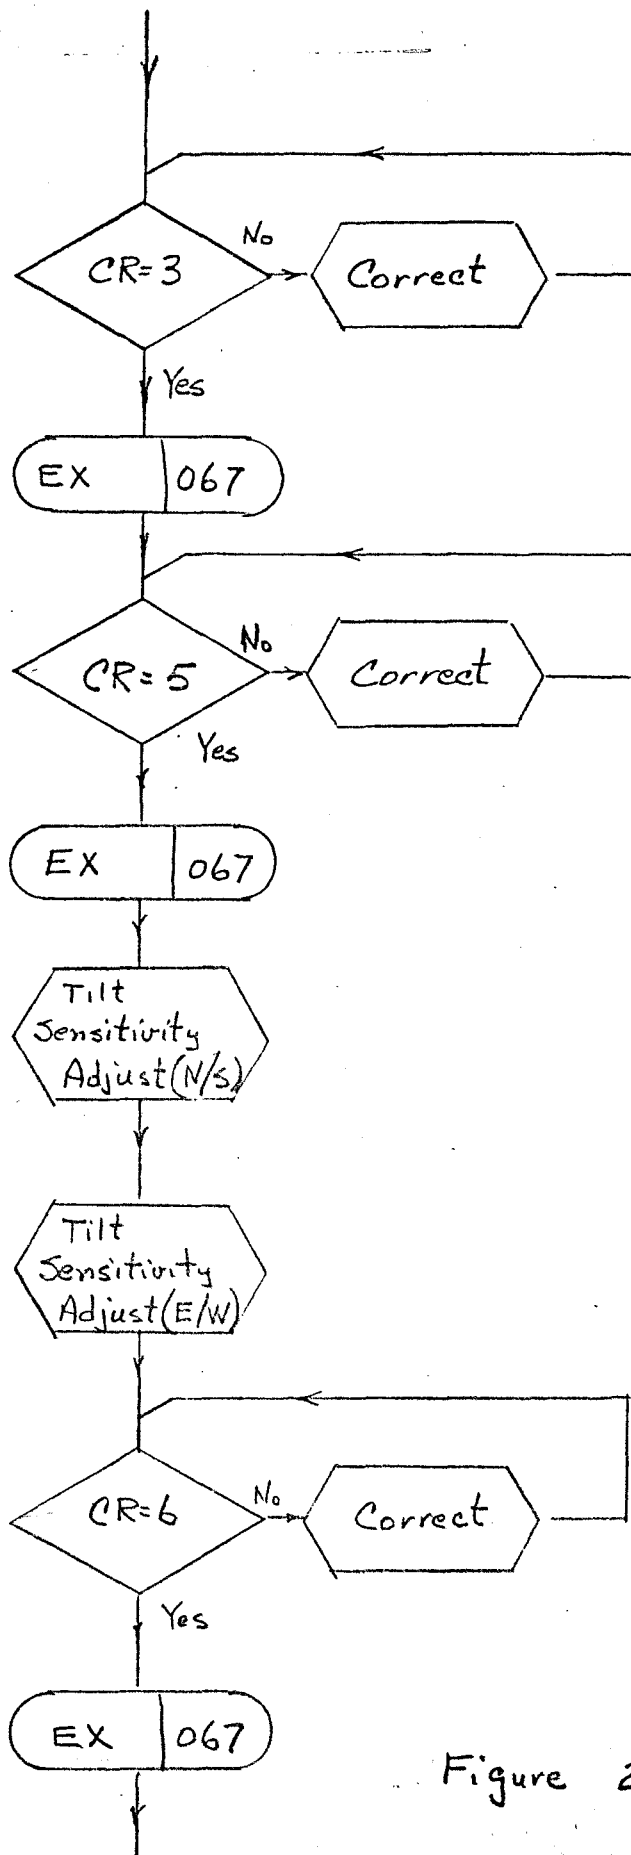 CR=3
No
Correct
Yes
EX 067
CR=5
No
Correct
Yes
EX 067
Tilt
Sensitivity
Adjust(N/S)
Tilt
Sensitivity
Adjust(E/W)
CR=6
No
Correct
Yes
EX 067
Figure 2